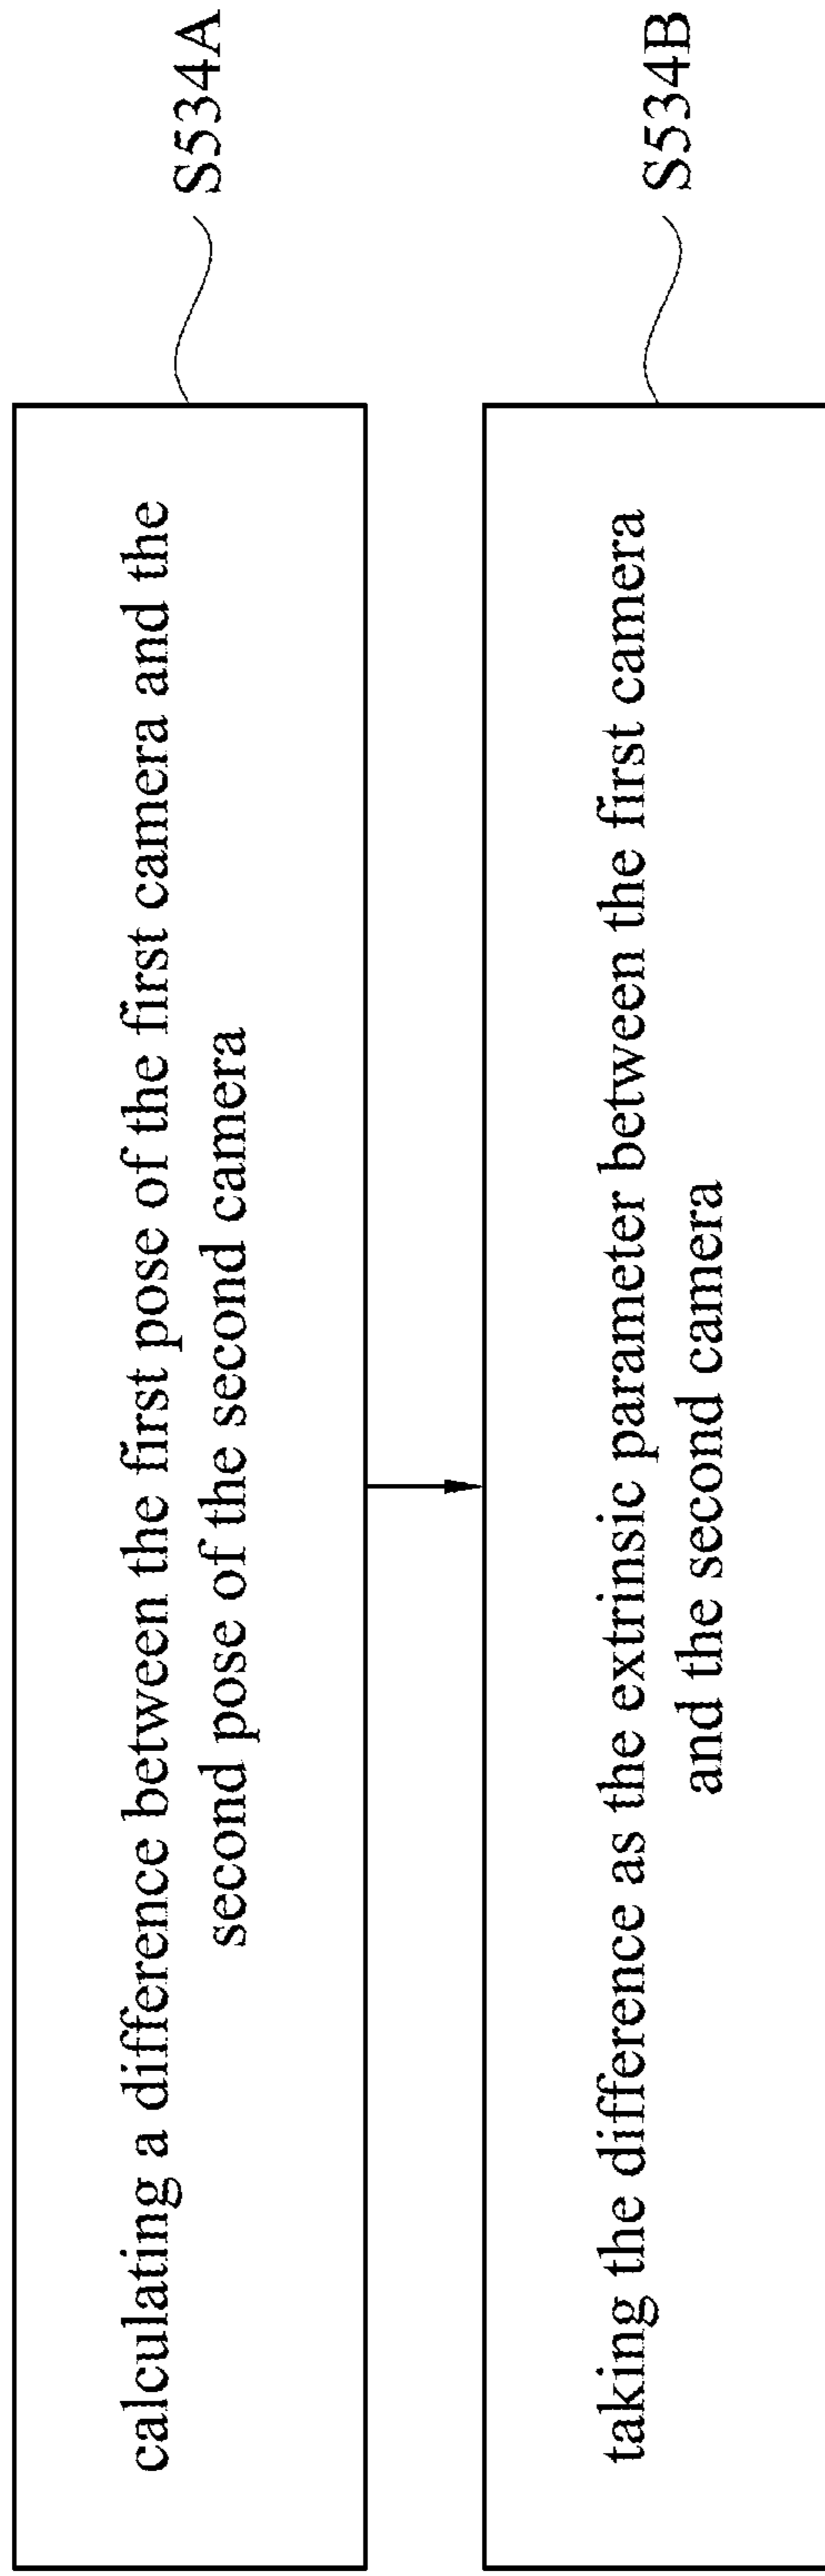 calculating a difference between the first pose of the first camera and the
second pose of the second camera
S534A
taking the difference as the extrinsic parameter between the first camera
and the second camera
S534B